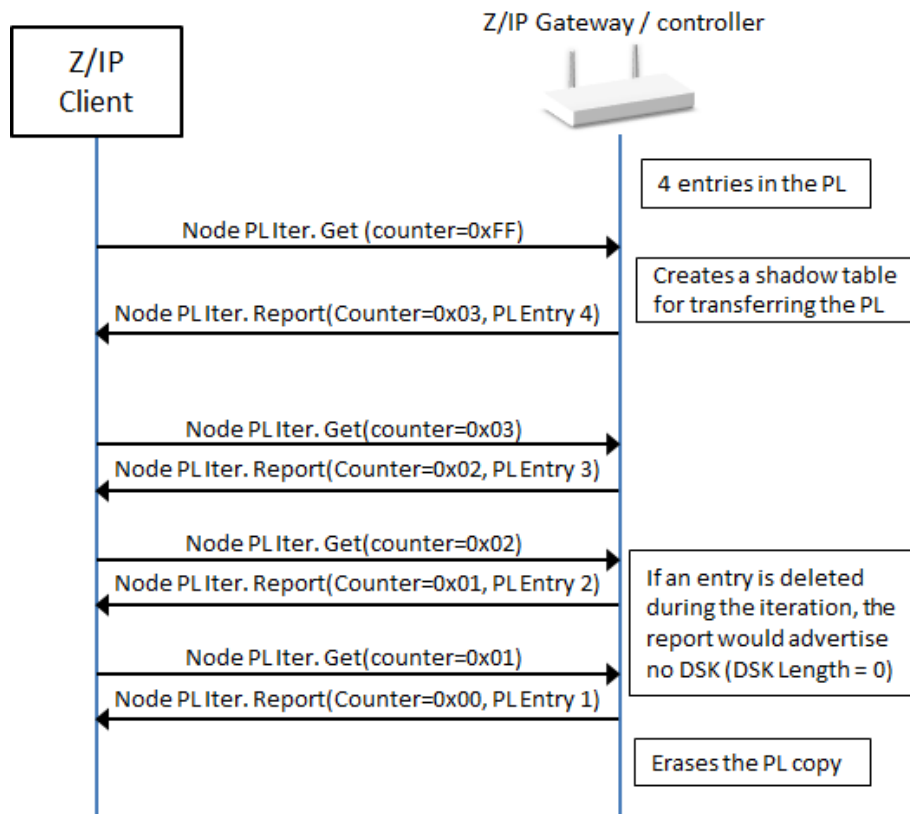 Z/IP Gateway / controller
Z/IP
Client
4 entries in the PL
Node PL Iter. Get (counter=0xFF)
Creates a shadow table
for transferring the PL
Node PL Iter. Report(Counter=0x03, PL Entry 4)
Node PL Iter. Get(counter=0x03)
Node PL Iter. Report(Counter=0x02, PL Entry 3)
Node PL Iter. Get(counter=0x02)
Node PL Iter. Report(Counter=0x01, PL Entry 2)
If an entry is deleted
during the iteration, the
report would advertise
no DSK (DSK Length = 0)
Node PL Iter. Get(counter=0x01)
Node PL Iter. Report(Counter=0x00, PL Entry 1)
Erases the PL copy